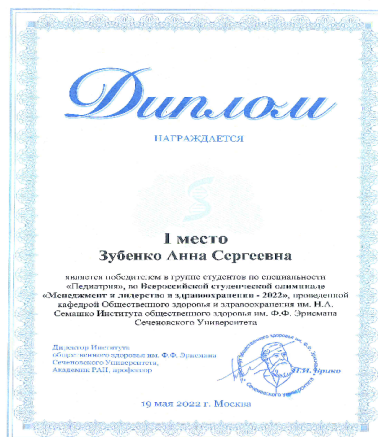 Диплом
НАГРАЖДАЕТСЯ
I место
Зубенко Анна Сергеевна
является победителем в группе студентов по специальности
«Педиатрия», во Всероссийской студенческой олимпиаде
«Менеджмент и лидерство в здравоохранении - 2022», проведенной
кафедрой Общественного здоровья и здравоохранения им. Н.А.
Семашко Института общественного здоровья им. Ф.Ф. Эрисмана
Сеченовского Университета
Директор Института
общественного здоровья им. Ф.Ф. Эрисмана
Сеченовского Университета,
Академик РАН, профессор
19 мая 2022 г. Москва